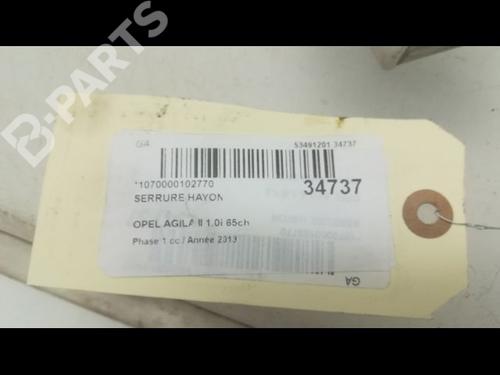 B-PARTS
GA
53491201 34737
*1070000102770
34737
SERRURE HAYON
OPEL AGILA II 1.0i 65ch
Phase 1 cc / Année 2013
GA